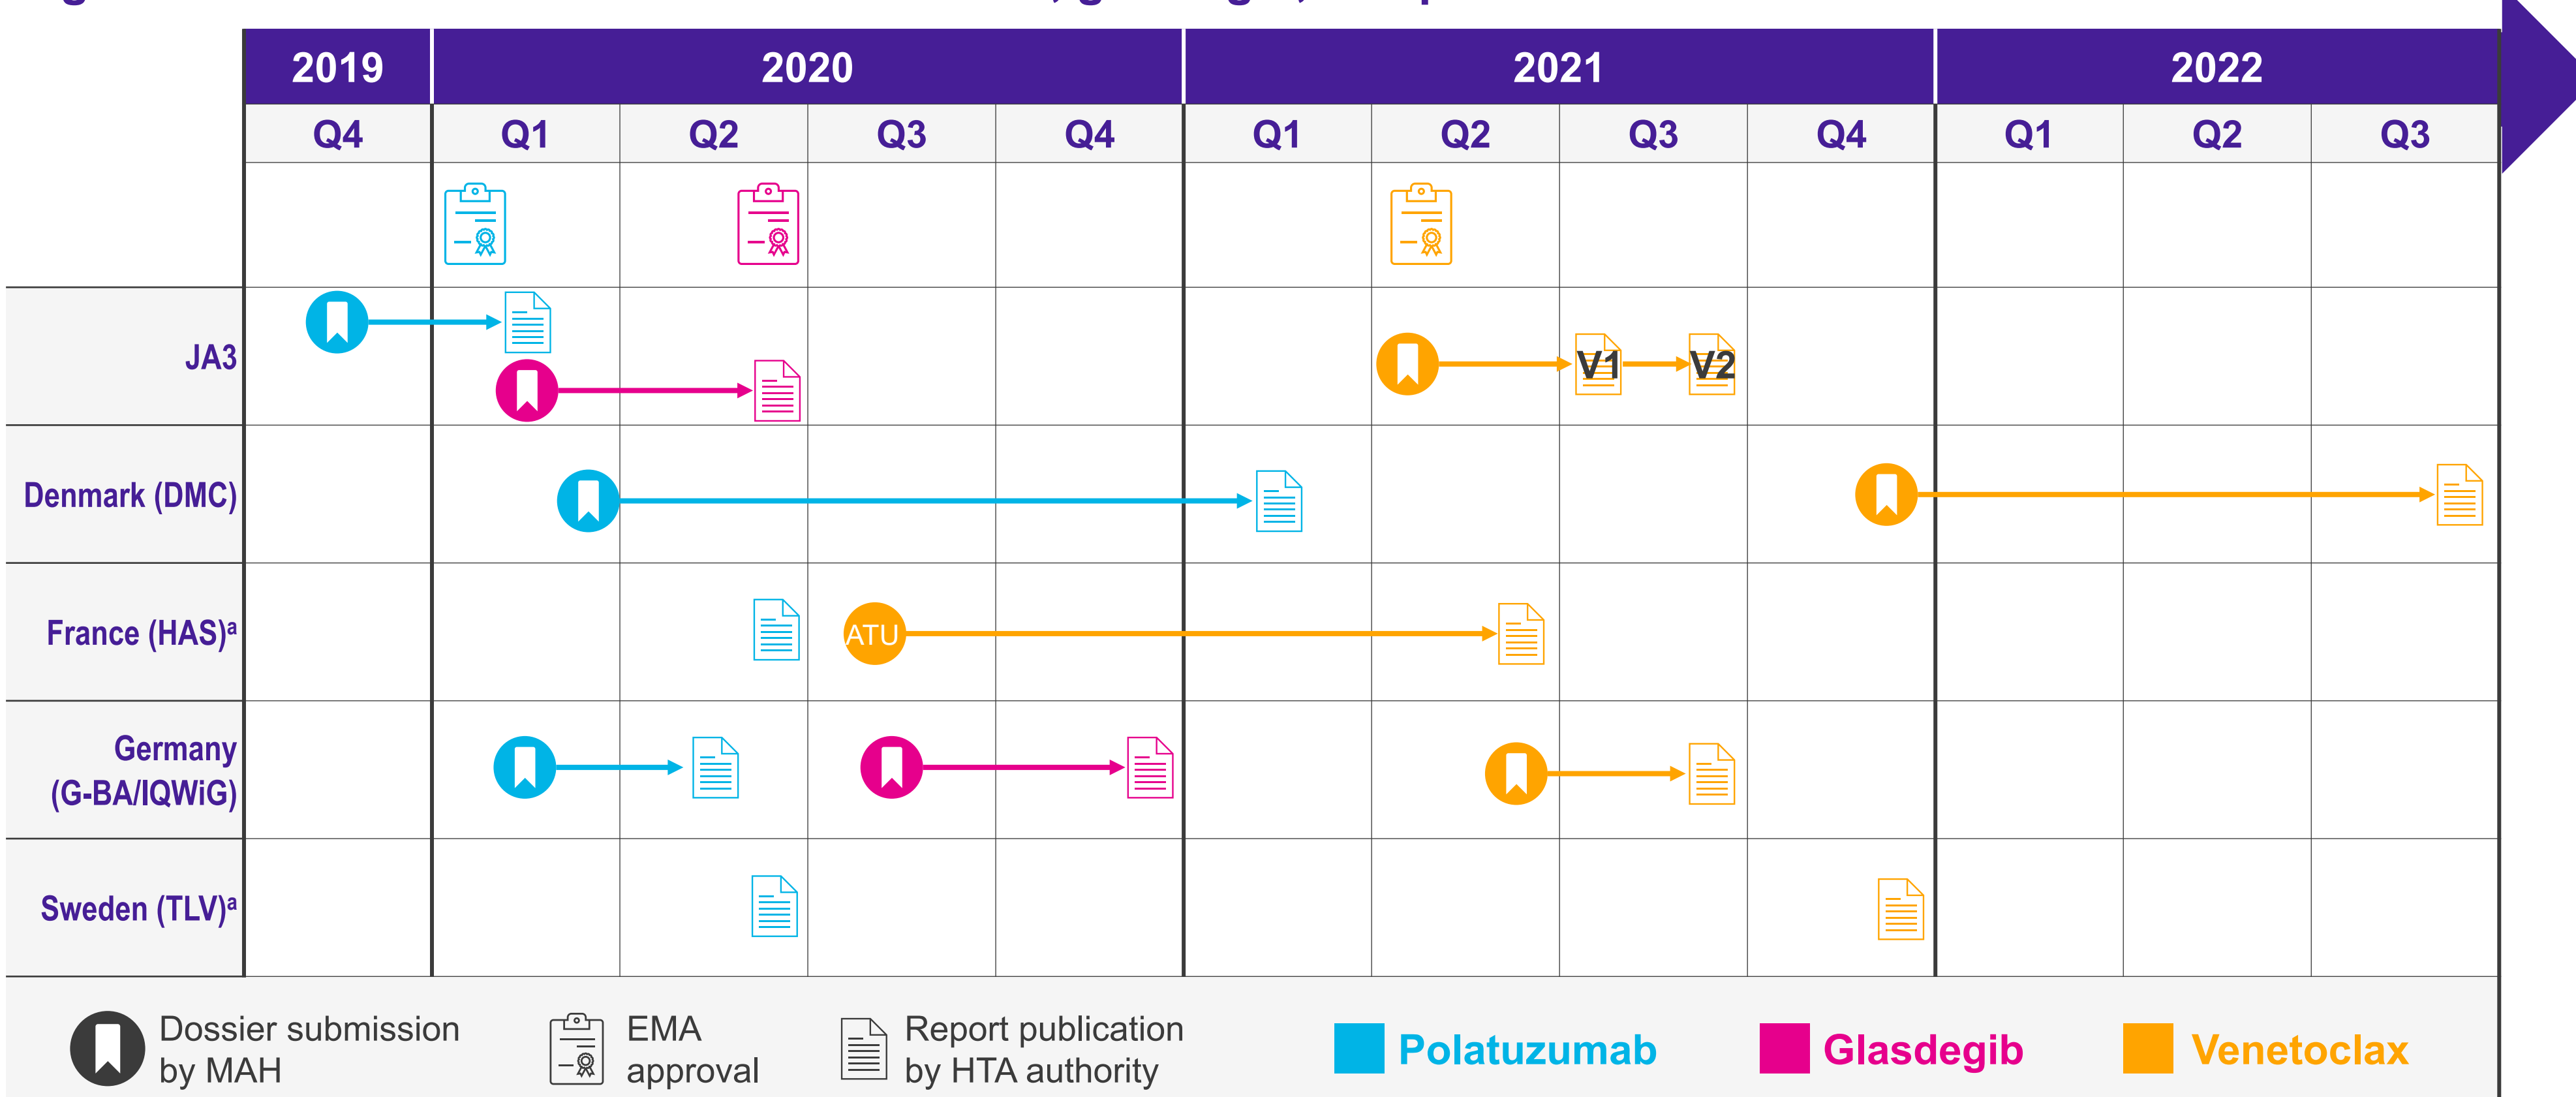 2019 2020 2021 2022
Q4 Q1 Q2 Q3 Q4 Q1 Q2 Q3 Q4 Q1 Q2 Q3
JA3
V1 V2
Denmark (DMC)
France (HAS)a
ATU
Germany
(G-BA/IQWiG)
Sweden (TLV)a
Dossier submission
by MAH
EMA
approval
Report publication
by HTA authority
Polatuzumab
Glasdegib
Venetoclax